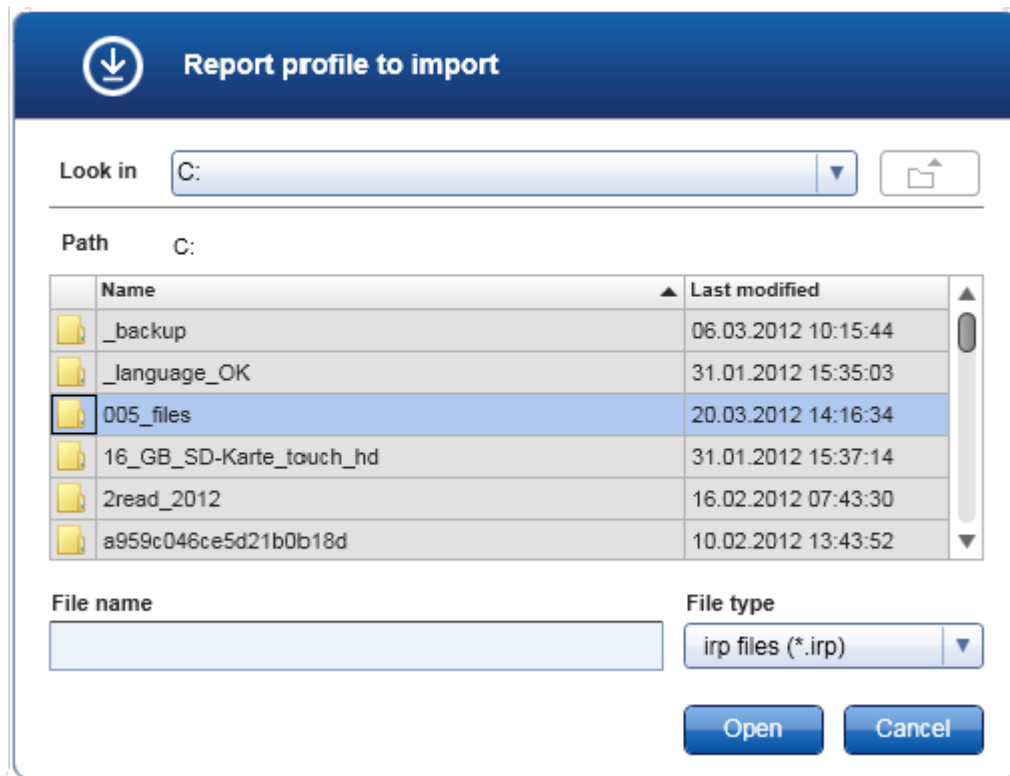 Report profile to import
Look in C:
Path C:
Name Last modified
_backup 06.03.2012 10:15:44
_language_OK 31.01.2012 15:35:03
005_files 20.03.2012 14:16:34
16_GB_SD-Karte_touch_hd 31.01.2012 15:37:14
2read_2012 16.02.2012 07:43:30
a959c046ce5d21b0b18d 10.02.2012 13:43:52
File name File type
irp files (*.irp)
Open Cancel